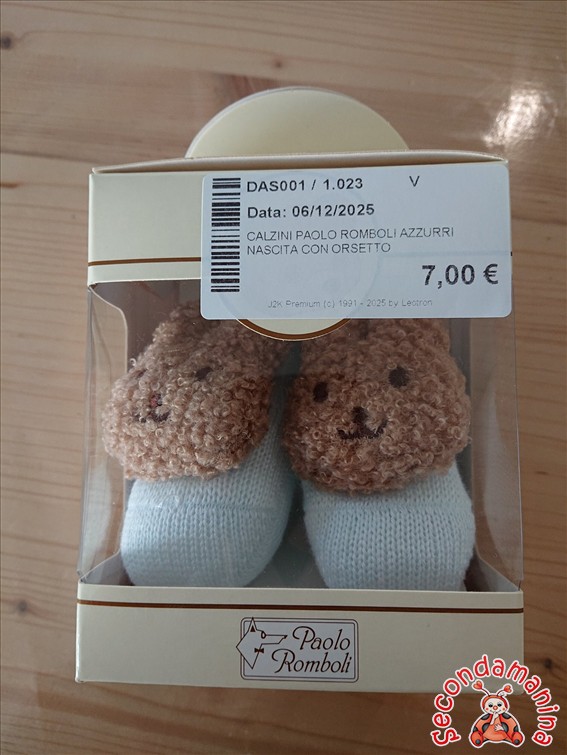 DAS001 / 1.023 V
Data: 06/12/2025
CALZINI PAOLO ROMBOLI AZZURRI
NASCITA CON ORSETTO
7,00 €
J2K Premium (c) 1991 - 2025 by Lestron
Paolo
Romboli
Secondamanina